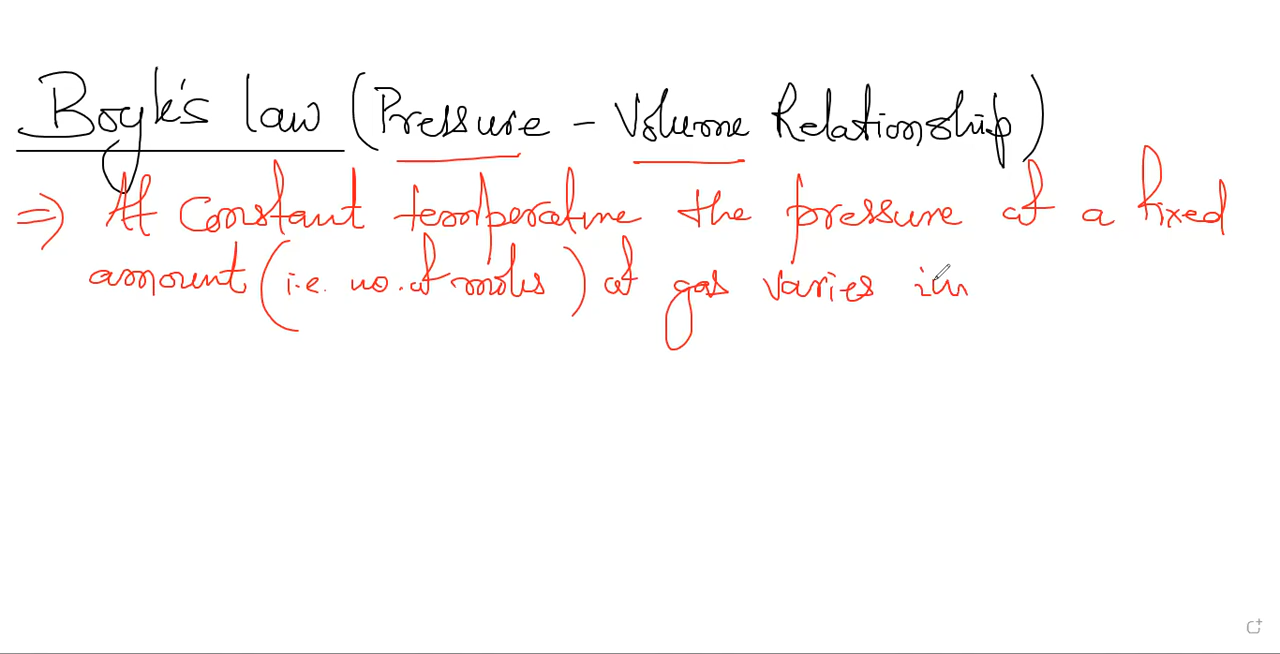 Boyle's law (Pressure - Volume Relationship)
⇒ At constant temperature the pressure of a fixed
amount (i.e. no. of moles) of gas varies in